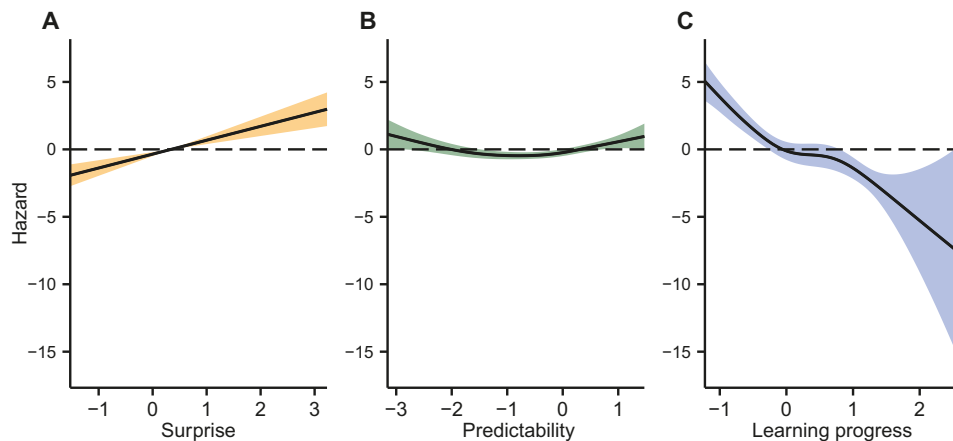 A B C
Hazard
5 5 5
0 0 0
−5 −5 −5
−10 −10 −10
−15 −15 −15
−1 0 1 2 3 −3 −2 −1 0 1 −1 0 1 2
Surprise Predictability Learning progress